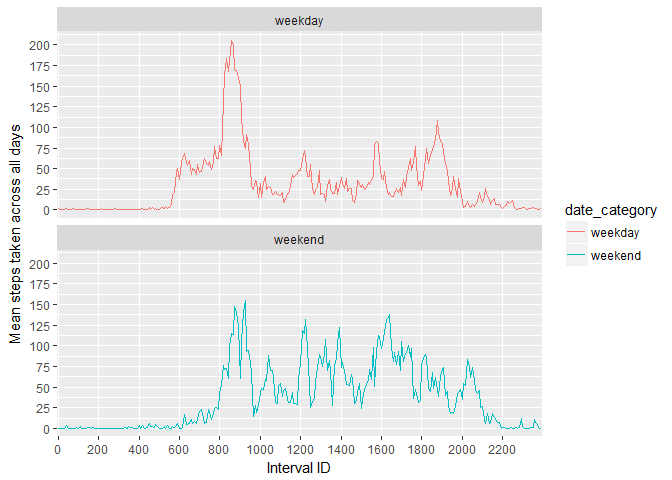 weekday
200
175
150
125
100
75
50
25
0
weekend
200
175
150
125
100
75
50
25
0
0 200 400 600 800 1000 1200 1400 1600 1800 2000 2200
Interval ID
Mean steps taken across all days
date_category
weekday
weekend